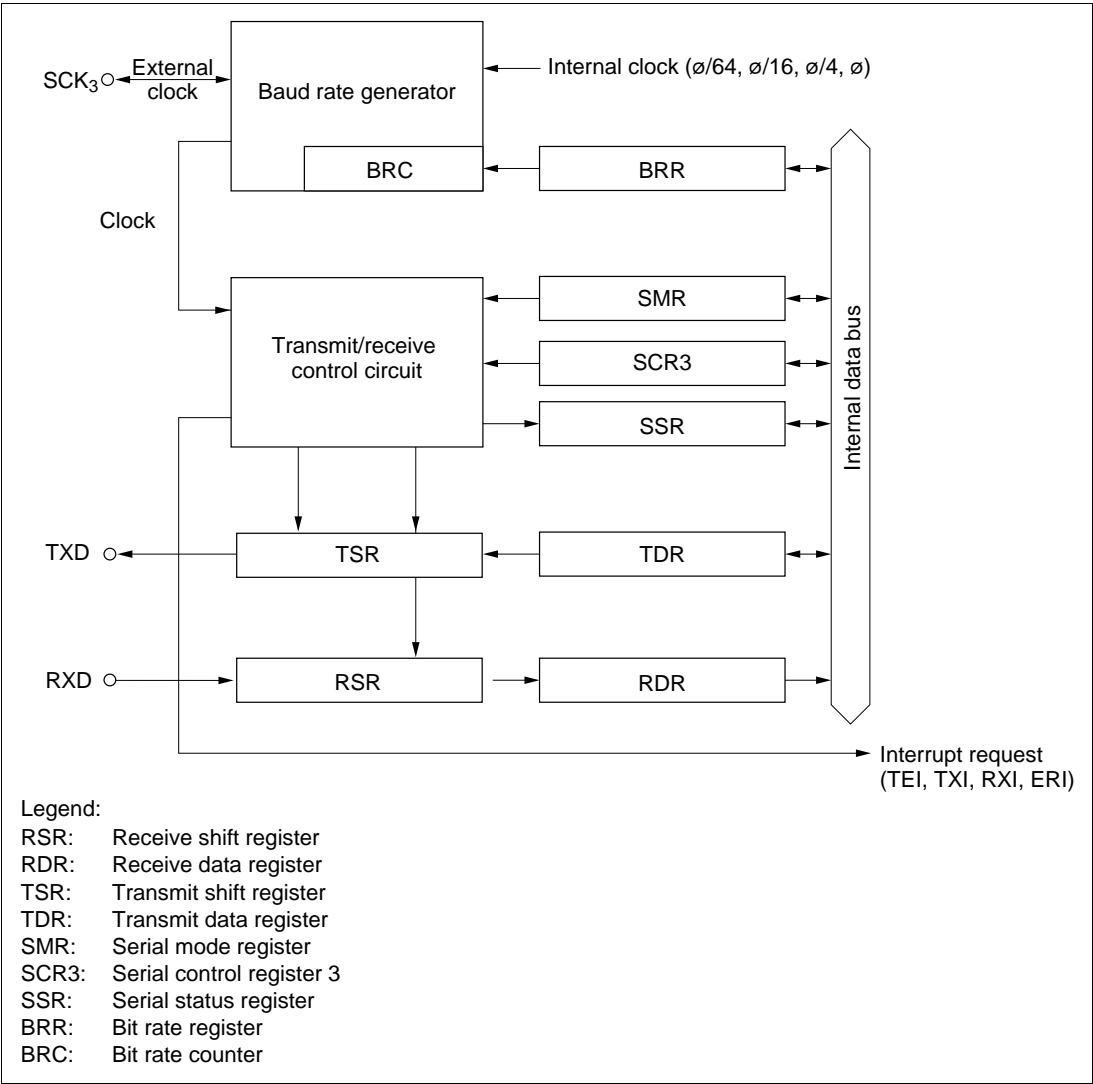 SCK3
External
clock
Baud rate generator
Internal clock (ø/64, ø/16, ø/4, ø)
BRC
BRR
Clock
Transmit/receive
control circuit
SMR
SCR3
SSR
Internal data bus
TXD
TSR
TDR
RXD
RSR
RDR
Interrupt request
(TEI, TXI, RXI, ERI)
Legend:
RSR: Receive shift register
RDR: Receive data register
TSR: Transmit shift register
TDR: Transmit data register
SMR: Serial mode register
SCR3: Serial control register 3
SSR: Serial status register
BRR: Bit rate register
BRC: Bit rate counter